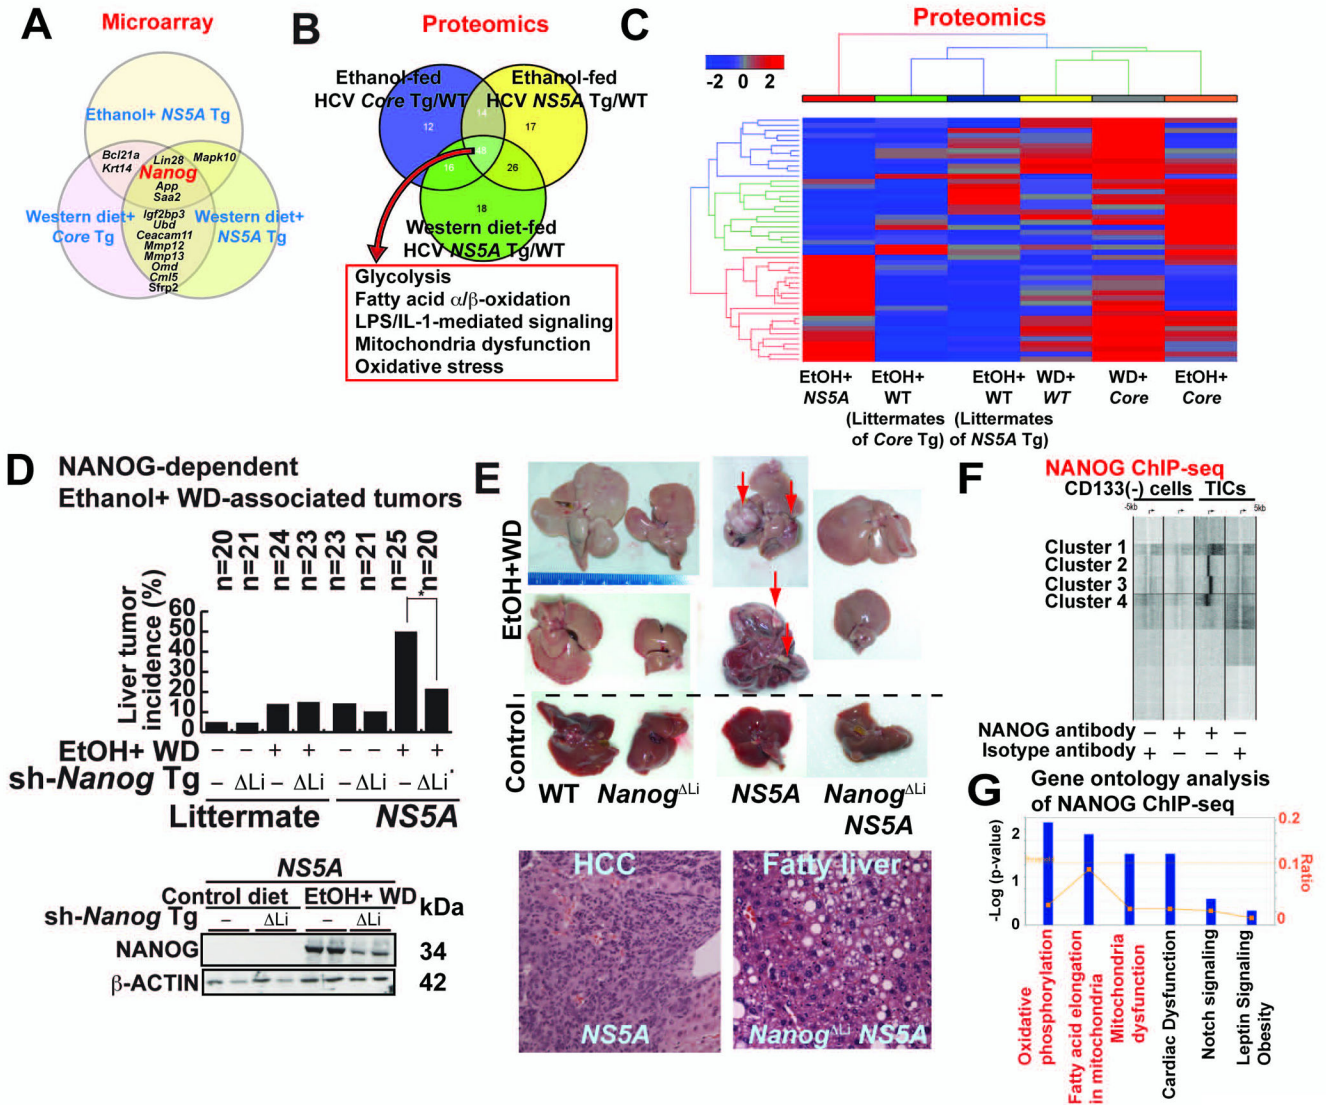 A
Microarray
Ethanol+ NS5A Tg
Bcl21a
Krt14
Lin28
Mapk10
Nanog
App
Saa2
Western diet+
Core Tg
Western diet+
NS5A Tg
Igf2bp3
Ubd
Ceacam11
Mmp12
Mmp13
Omd
Cml5
Sfrp2
B
Proteomics
Ethanol-fed
HCV Core Tg/WT
Ethanol-fed
HCV NS5A Tg/WT
14
12
17
48
16
26
18
Western diet-fed
HCV NS5A Tg/WT
Glycolysis
Fatty acid α/β-oxidation
LPS/IL-1-mediated signaling
Mitochondria dysfunction
Oxidative stress
C
Proteomics
-2 0 2
EtOH+
NS5A
EtOH+
WT
(Littermates
of Core Tg)
EtOH+
WT
(Littermates
of NS5A Tg)
WD+
WT
WD+
Core
EtOH+
Core
D
NANOG-dependent
Ethanol+ WD-associated tumors
n=20
n=21
n=24
n=23
n=23
n=21
n=25
n=20
*
Liver tumor
incidence (%)
60
50
40
30
20
10
0
EtOH+ WD – – + + – – + +
sh-Nanog Tg – ΔLi – ΔLi – ΔLi – ΔLi
Littermate NS5A
NS5A
Control diet EtOH+ WD
sh-Nanog Tg – ΔLi – ΔLi kDa
NANOG 34
β-ACTIN 42
E
EtOH+WD
Control
WT Nanog ΔLi NS5A Nanog ΔLi
NS5A
HCC
NS5A
Fatty liver
Nanog ΔLi NS5A
F
NANOG ChIP-seq
CD133(-) cells TICs
-5kb 5kb
Cluster 1
Cluster 2
Cluster 3
Cluster 4
NANOG antibody – + + –
Isotype antibody + – – +
G
Gene ontology analysis
of NANOG ChIP-seq
-Log (p-value)
2
1
0
0.2
0.1
0
Ratio
Oxidative
phosphorylation
Fatty acid elongation
in mitochondria
Mitochondria
dysfunction
Cardiac Dysfunction
Notch signaling
Leptin Signaling
Obesity